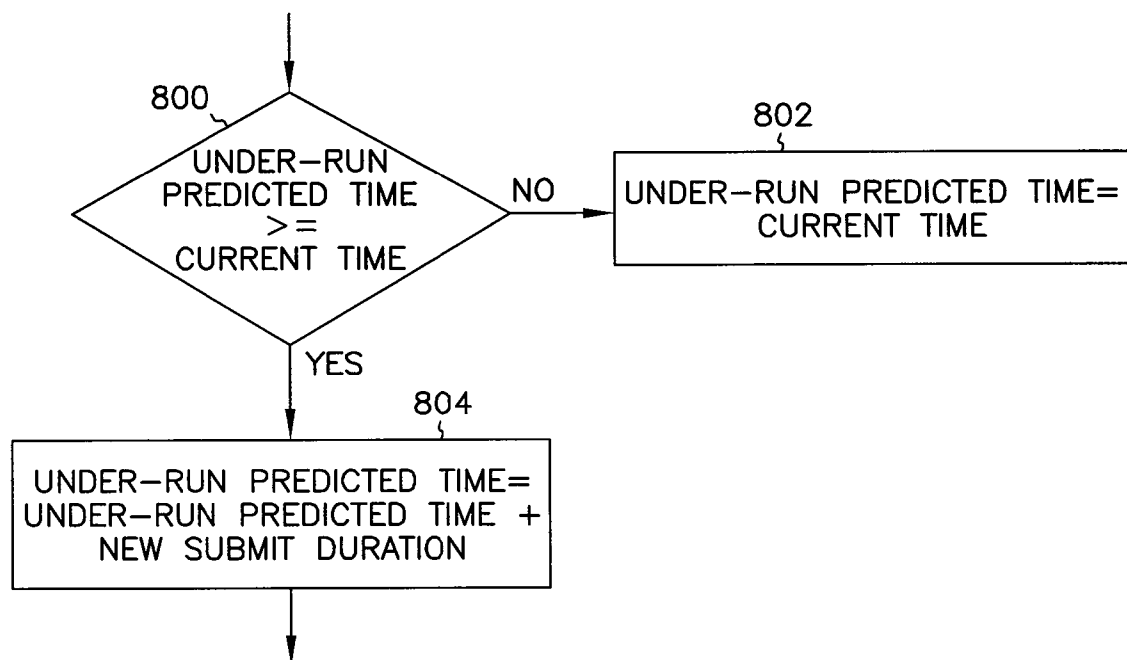 800
UNDER-RUN
PREDICTED TIME
>=
CURRENT TIME
NO
802
UNDER-RUN PREDICTED TIME=
CURRENT TIME
YES
804
UNDER-RUN PREDICTED TIME=
UNDER-RUN PREDICTED TIME +
NEW SUBMIT DURATION